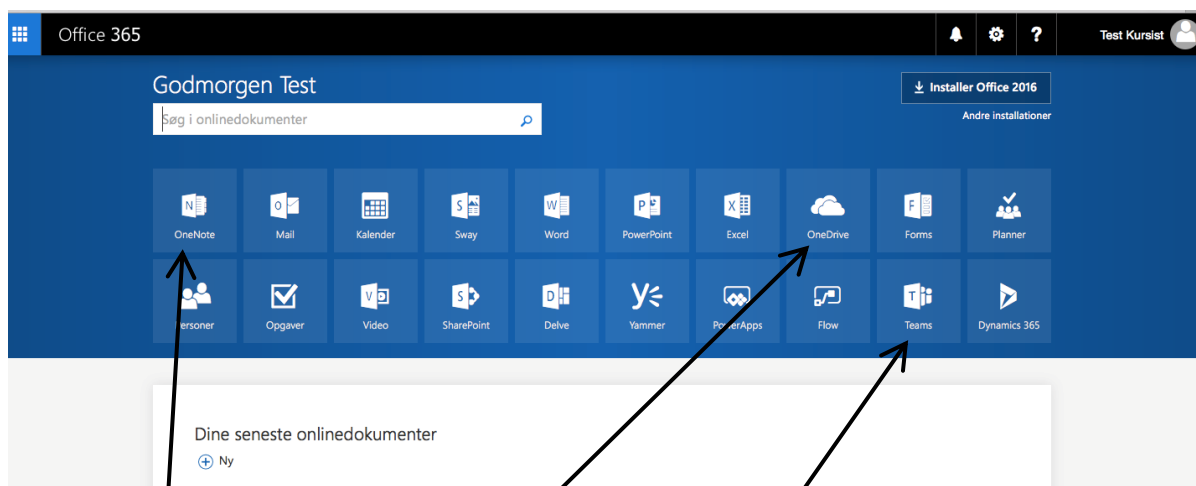 Office 365
?
Test Kursist
Godmorgen Test
Installer Office 2016
Søg i onlinedokumenter
Andre installationer
OneNote Mail Kalender Sway Word PowerPoint Excel OneDrive Forms Planner
Personer Opgaver Video SharePoint Delve Yammer PowerApps Flow Teams Dynamics 365
Dine seneste onlinedokumenter
Ny